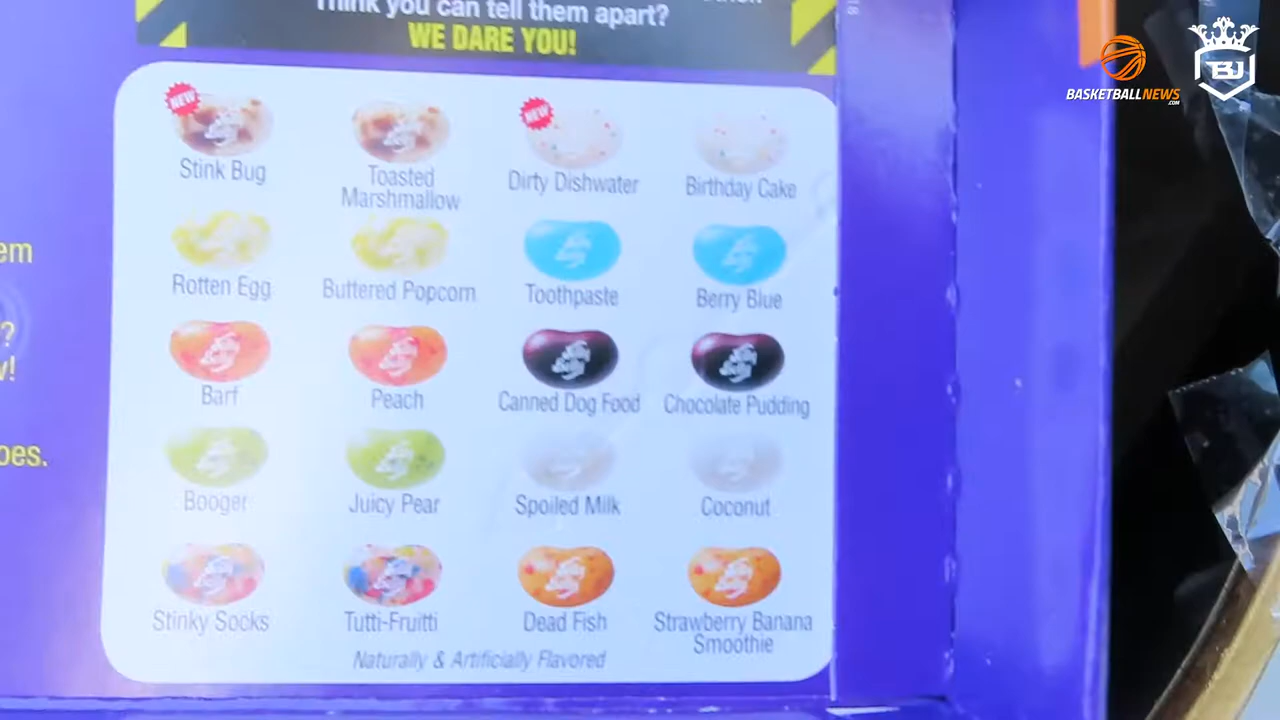 Think you can tell them apart?
WE DARE YOU!
BASKETBALLNEWS
.COM
BJ
NEW
NEW
Stink Bug
Toasted
Marshmallow
Dirty Dishwater
Birthday Cake
em
Rotten Egg
Buttered Popcorn
Toothpaste
Berry Blue
?
w!
Barf
Peach
Canned Dog Food
Chocolate Pudding
oes.
Booger
Juicy Pear
Spoiled Milk
Coconut
Stinky Socks
Tutti-Fruitti
Dead Fish
Strawberry Banana
Smoothie
Naturally & Artificially Flavored